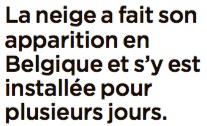 La neige a fait son
apparition en
Belgique et s'y est
installée pour
plusieurs jours.